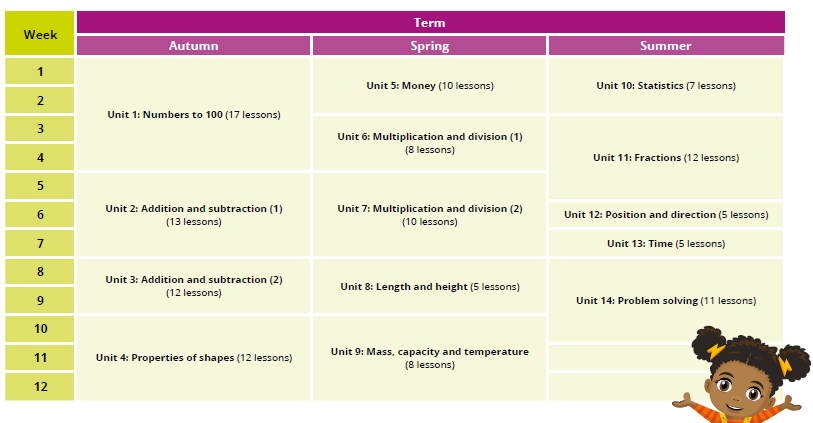 Week
Term
Autumn Spring Summer
1
2
3
4
5
6
7
8
9
10
11
12
Unit 1: Numbers to 100 (17 lessons)
Unit 2: Addition and subtraction (1)
(13 lessons)
Unit 3: Addition and subtraction (2)
(12 lessons)
Unit 4: Properties of shapes (12 lessons)
Unit 5: Money (10 lessons)
Unit 6: Multiplication and division (1)
(8 lessons)
Unit 7: Multiplication and division (2)
(10 lessons)
Unit 8: Length and height (5 lessons)
Unit 9: Mass, capacity and temperature
(8 lessons)
Unit 10: Statistics (7 lessons)
Unit 11: Fractions (12 lessons)
Unit 12: Position and direction (5 lessons)
Unit 13: Time (5 lessons)
Unit 14: Problem solving (11 lessons)